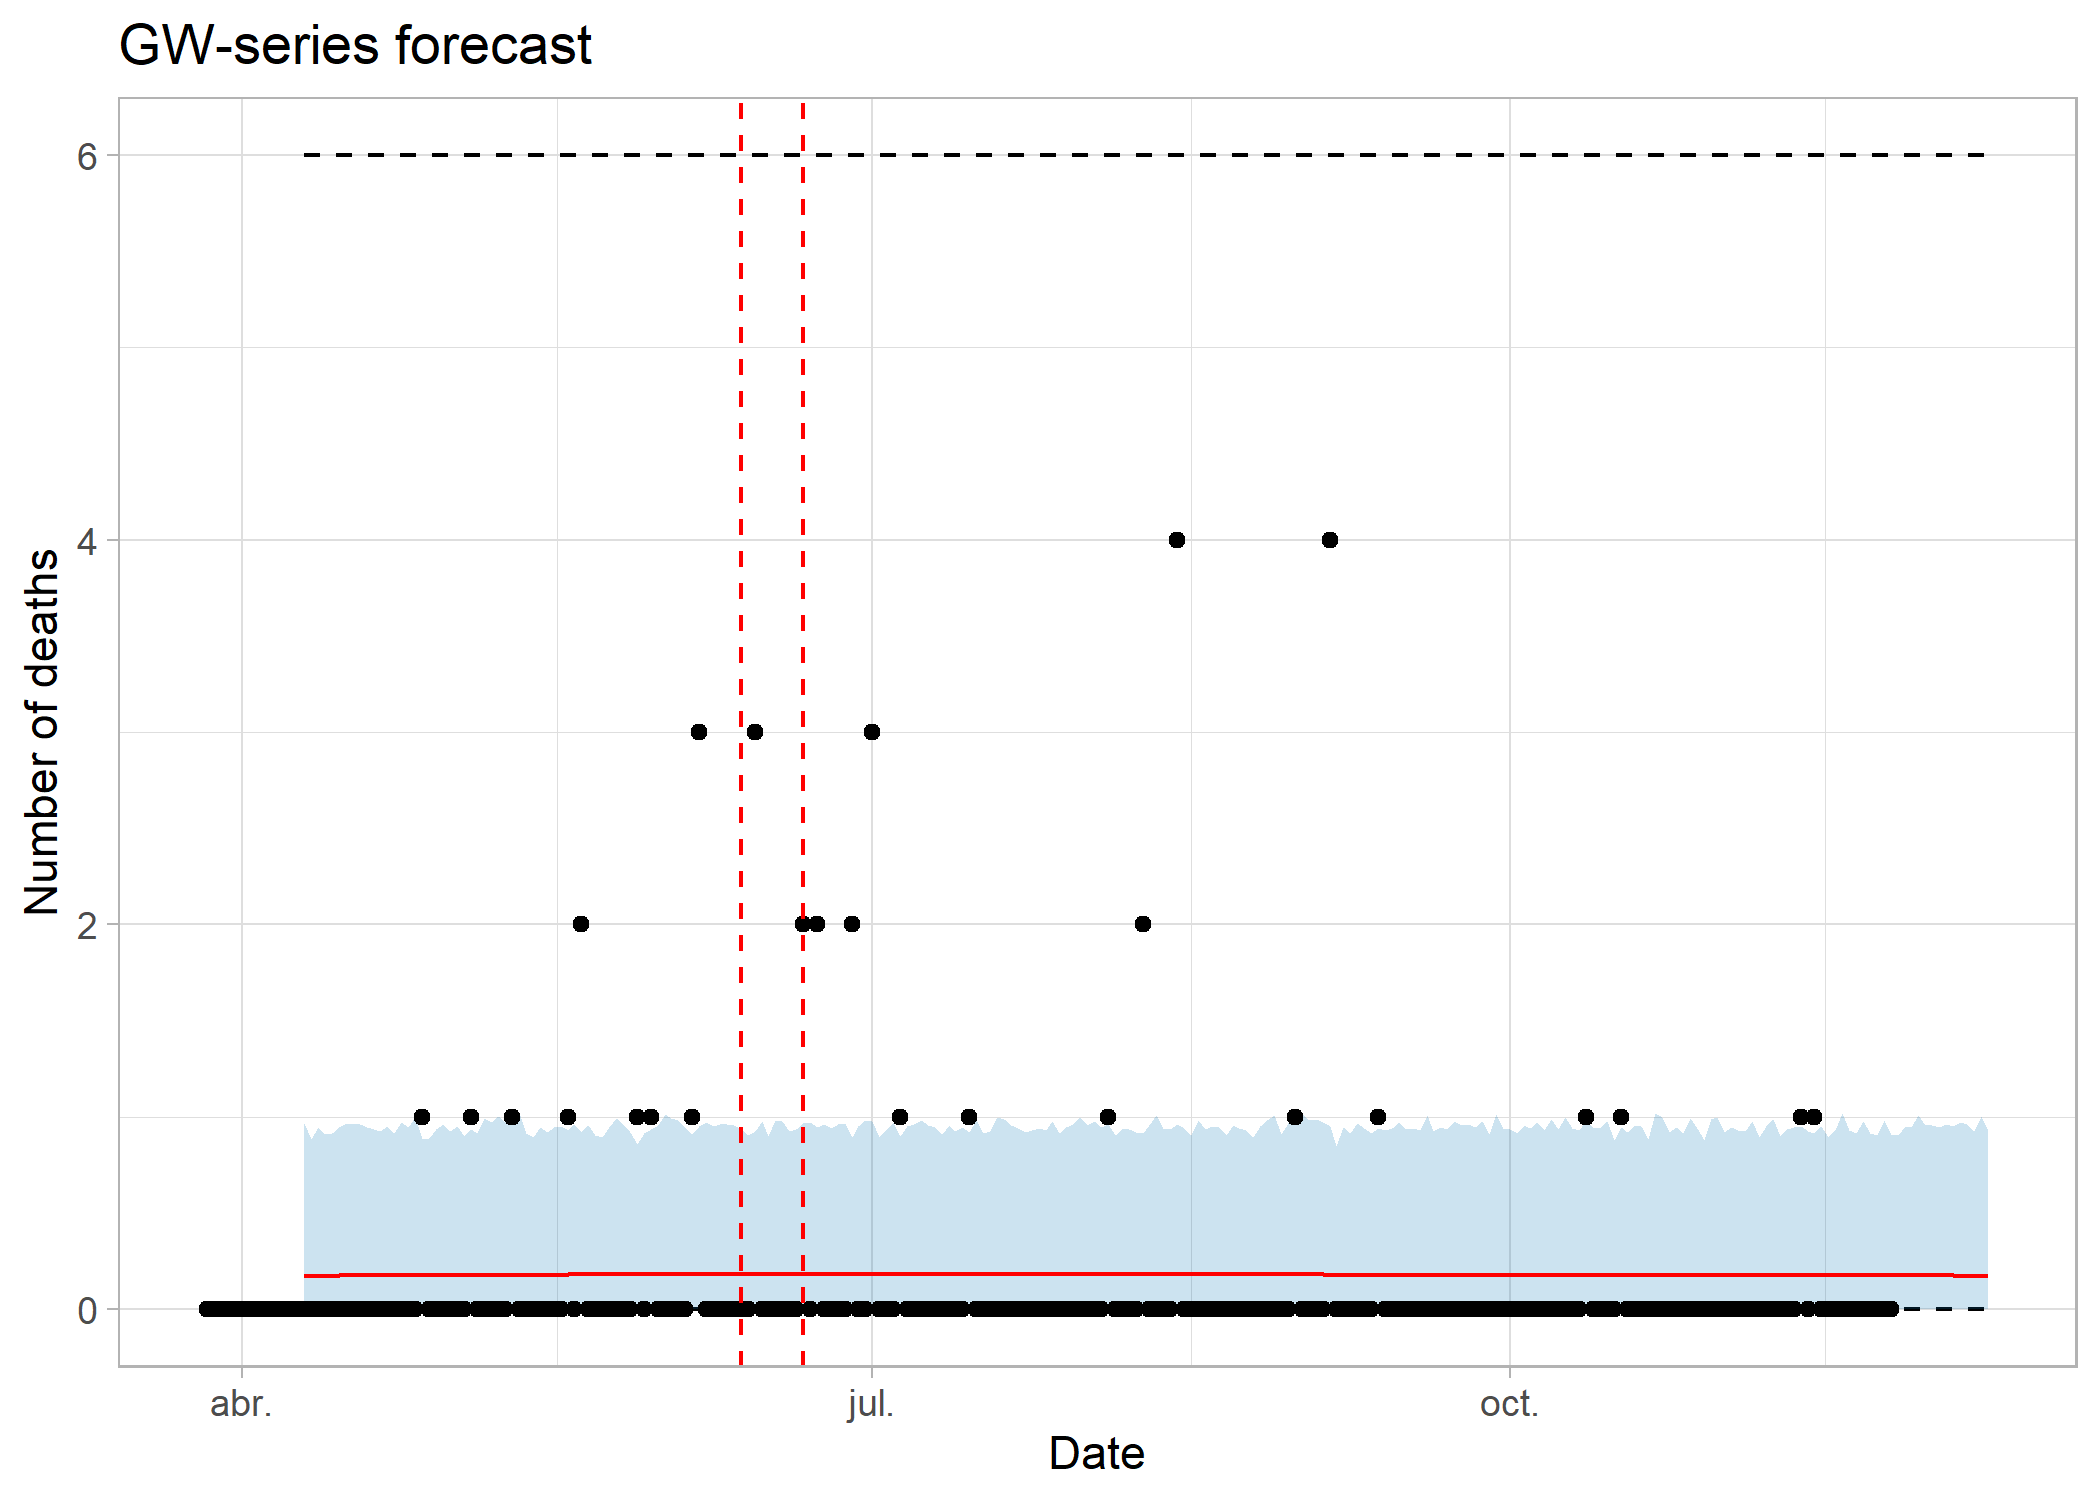 GW-series forecast
Number of deaths
6
4
2
0
abr.
jul.
oct.
Date